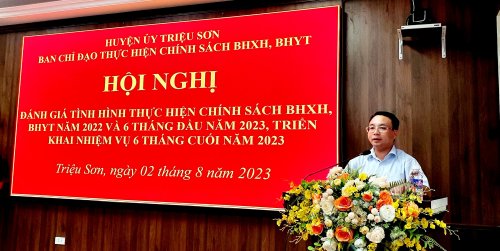 HUYỆN ỦY TRIỆU SƠN
BAN CHỈ ĐẠO THỰC HIỆN CHÍNH SÁCH BHXH, BHYT
HỘI NGHỊ
ĐÁNH GIÁ TÌNH HÌNH THỰC HIỆN CHÍNH SÁCH BHXH,
BHYT NĂM 2022 VÀ 6 THÁNG ĐẦU NĂM 2023, TRIỂN
KHAI NHIỆM VỤ 6 THÁNG CUỐI NĂM 2023
Triệu Sơn, ngày 02 tháng 8 năm 2023